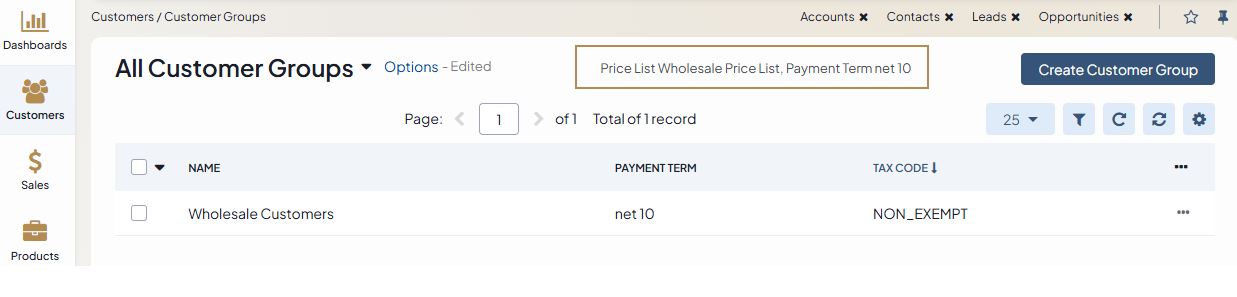 Dashboards
Customers
Sales
Products
Customers / Customer Groups
Accounts ✖ Contacts ✖ Leads ✖ Opportunities ✖
All Customer Groups Options - Edited
Price List Wholesale Price List, Payment Term net 10
Create Customer Group
Page: 1 of 1 Total of 1 record
25
NAME PAYMENT TERM TAX CODE
Wholesale Customers net 10 NON_EXEMPT